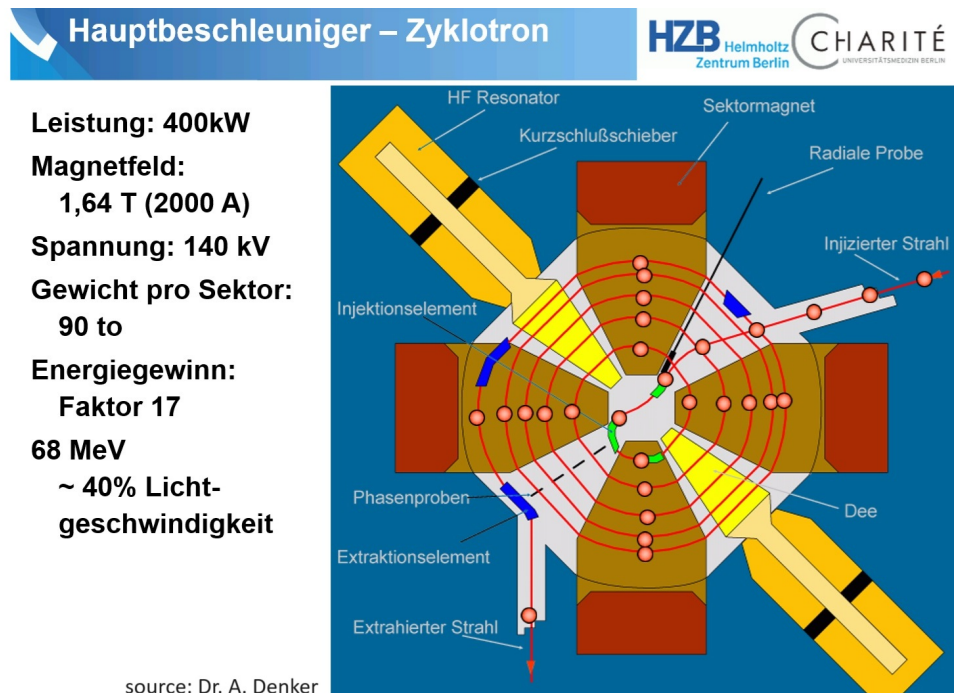 Hauptbeschleuniger – Zyklotron
HZB Helmholtz
Zentrum Berlin
CHARITÉ
UNIVERSITÄTSMEDIZIN BERLIN
Leistung: 400kW
Magnetfeld:
1,64 T (2000 A)
Spannung: 140 kV
Gewicht pro Sektor:
90 to
Energiegewinn:
Faktor 17
68 MeV
~ 40% Licht-
geschwindigkeit
HF Resonator
Sektormagnet
Kurzschlußschieber
Radiale Probe
Injizierter Strahl
Injektionselement
Phasenproben
Dee
Extraktionselement
Extrahierter Strahl
source: Dr. A. Denker